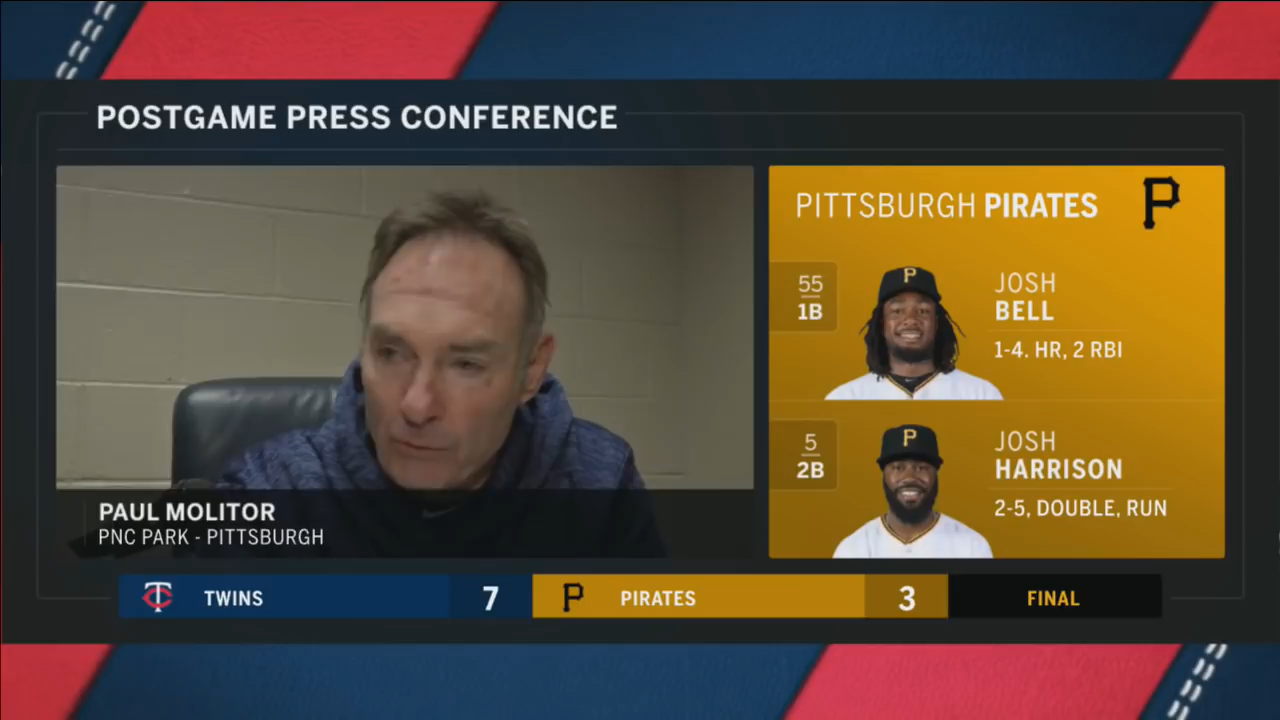 POSTGAME PRESS CONFERENCE
PITTSBURGH PIRATES P
55
1B
P
JOSH
BELL
1-4. HR, 2 RBI
5
2B
P
JOSH
HARRISON
2-5, DOUBLE, RUN
PAUL MOLITOR
PNC PARK - PITTSBURGH
TC TWINS 7 P PIRATES 3 FINAL